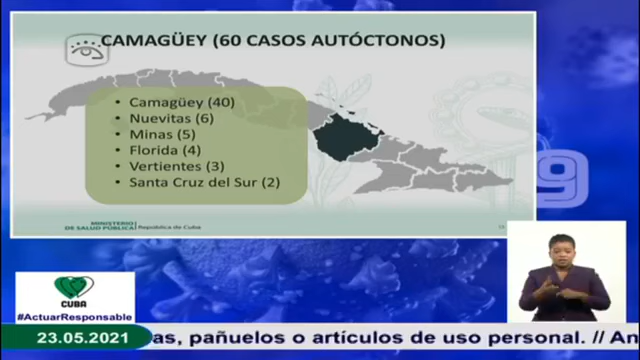 CAMAGÜEY (60 CASOS AUTÓCTONOS)
• Camagüey (40)
• Nuevitas (6)
• Minas (5)
• Florida (4)
• Vertientes (3)
• Santa Cruz del Sur (2)
MINISTERIO
DE SALUD PÚBLICA
República de Cuba
9
CUBA
#ActuarResponsable
23.05.2021
as, pañuelos o artículos de uso personal. // An